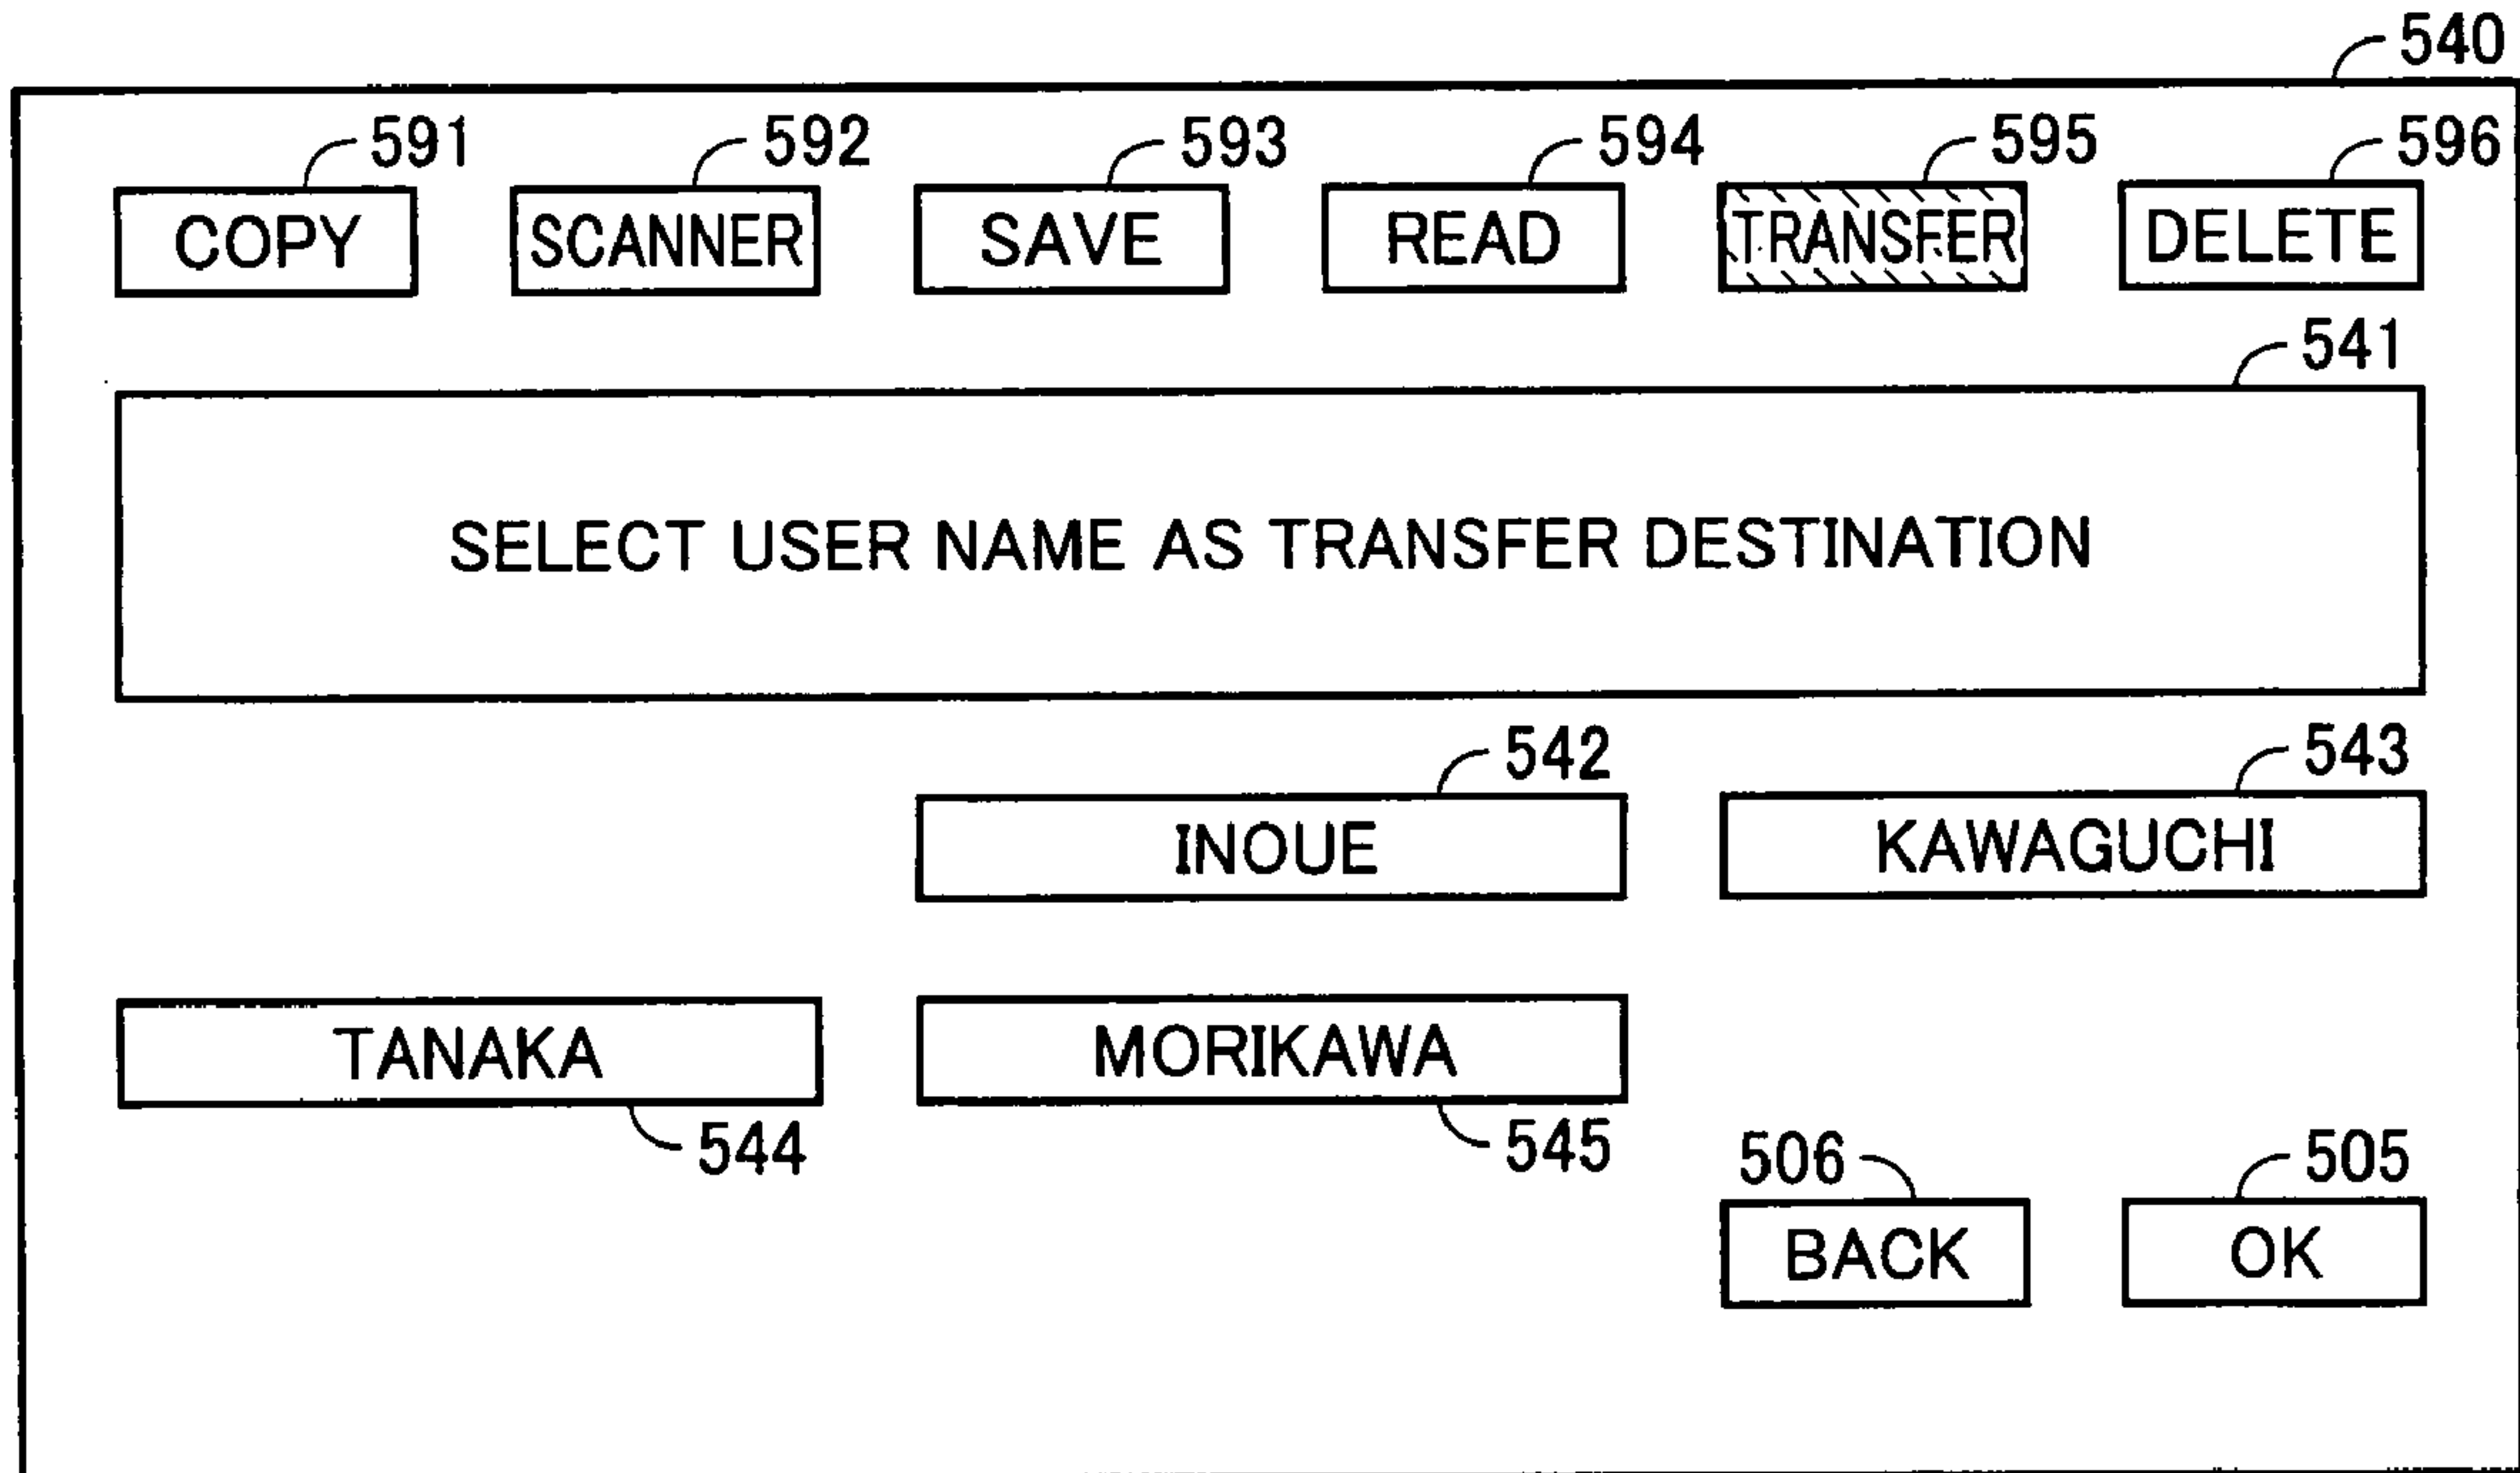 540
591 592 593 594 595 596
COPY SCANNER SAVE READ TRANSFER DELETE
541
SELECT USER NAME AS TRANSFER DESTINATION
542 543
INOUE KAWAGUCHI
TANAKA MORIKAWA
544 545
506 505
BACK OK